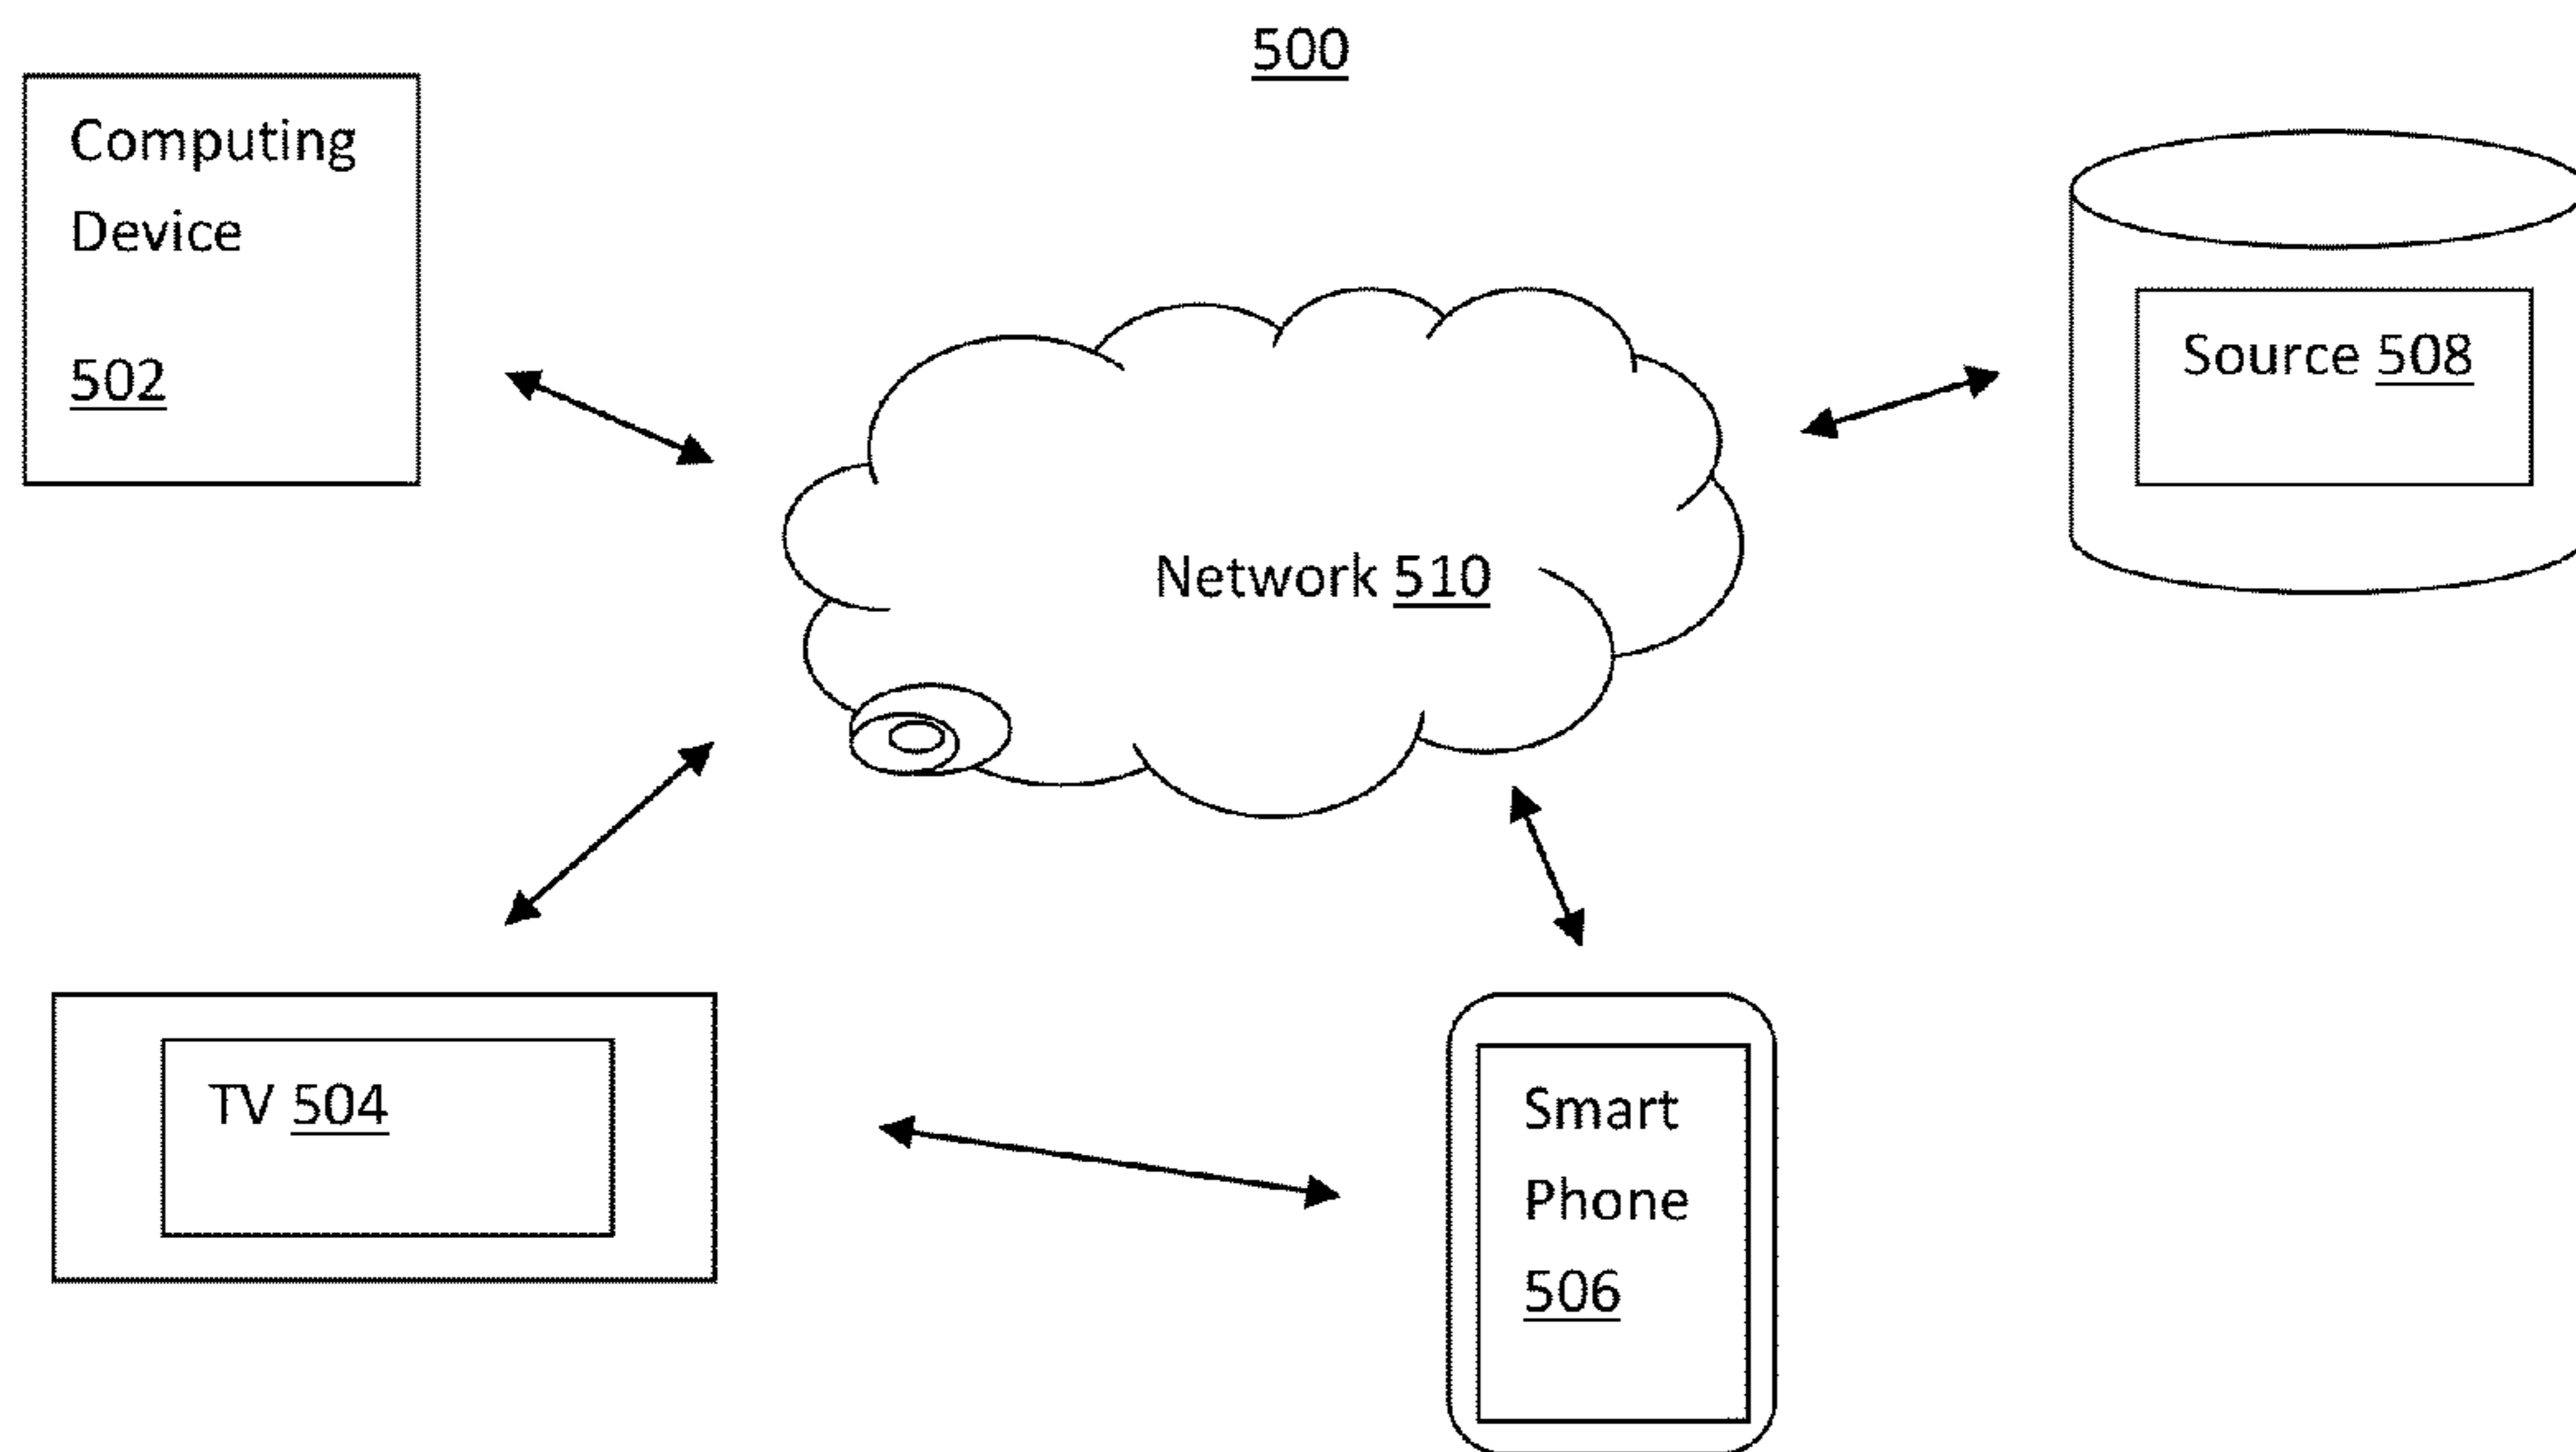 500
Computing
Device
502
Source 508
Network 510
TV 504
Smart
Phone
506